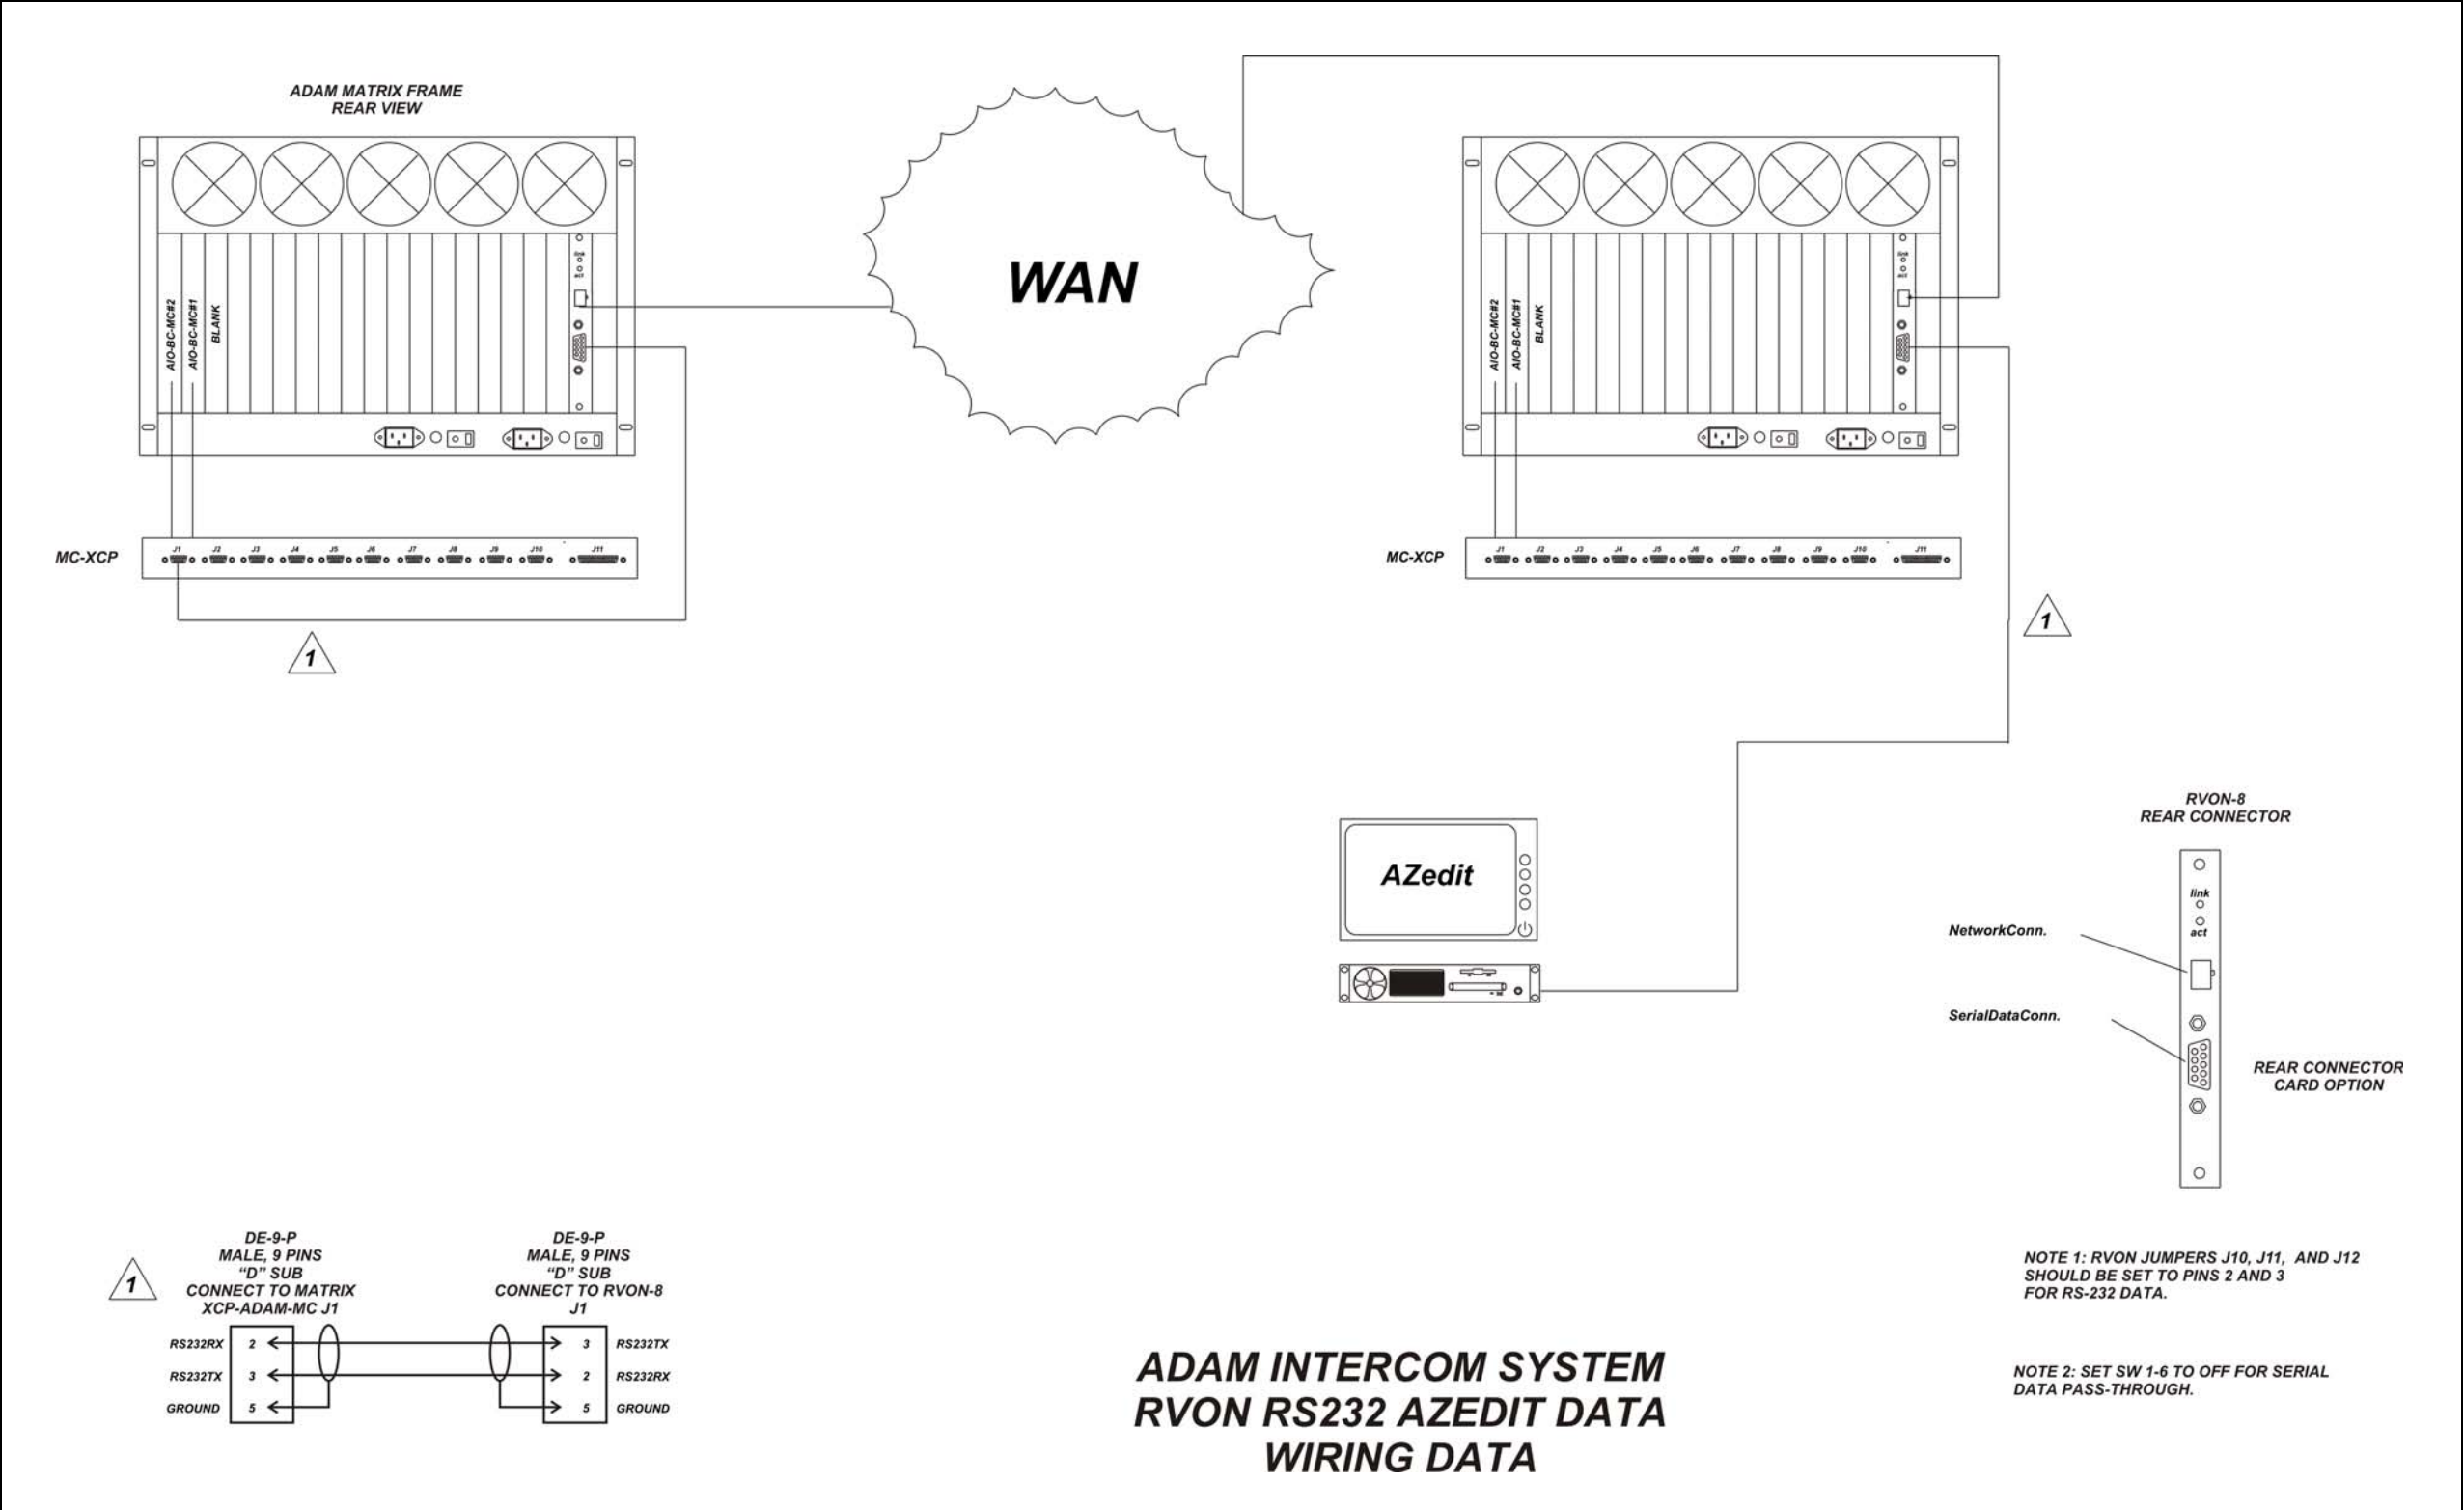 ADAM MATRIX FRAME
REAR VIEW
link
act
AIO-BC-MC#2
AIO-BC-MC#1
BLANK
WAN
link
act
AIO-BC-MC#2
AIO-BC-MC#1
BLANK
MC-XCP
J1 J2 J3 J4 J5 J6 J7 J8 J9 J10 J11
MC-XCP
J1 J2 J3 J4 J5 J6 J7 J8 J9 J10 J11
1
1
AZedit
RVON-8
REAR CONNECTOR
link
act
NetworkConn.
SerialDataConn.
REAR CONNECTOR
CARD OPTION
1
DE-9-P
MALE, 9 PINS
“D” SUB
CONNECT TO MATRIX
XCP-ADAM-MC J1
DE-9-P
MALE, 9 PINS
“D” SUB
CONNECT TO RVON-8
J1
RS232RX 2 3 RS232TX
RS232TX 3 2 RS232RX
GROUND 5 5 GROUND
NOTE 1: RVON JUMPERS J10, J11, AND J12
SHOULD BE SET TO PINS 2 AND 3
FOR RS-232 DATA.
NOTE 2: SET SW 1-6 TO OFF FOR SERIAL
DATA PASS-THROUGH.
ADAM INTERCOM SYSTEM
RVON RS232 AZEDIT DATA
WIRING DATA